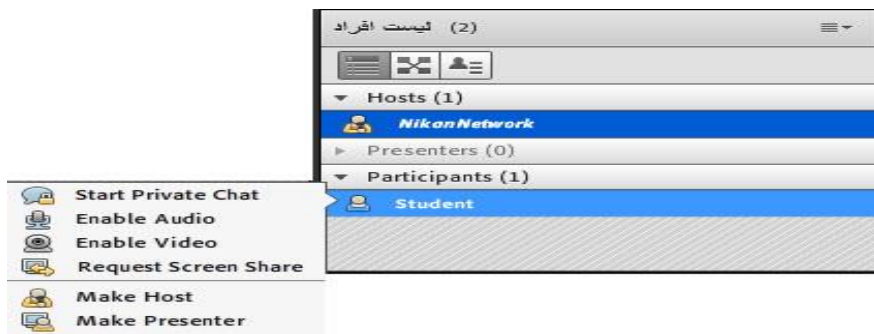 لیست افراد (2)
Hosts (1)
NikanNetwork
Presenters (0)
Participants (1)
Student
Start Private Chat
Enable Audio
Enable Video
Request Screen Share
Make Host
Make Presenter